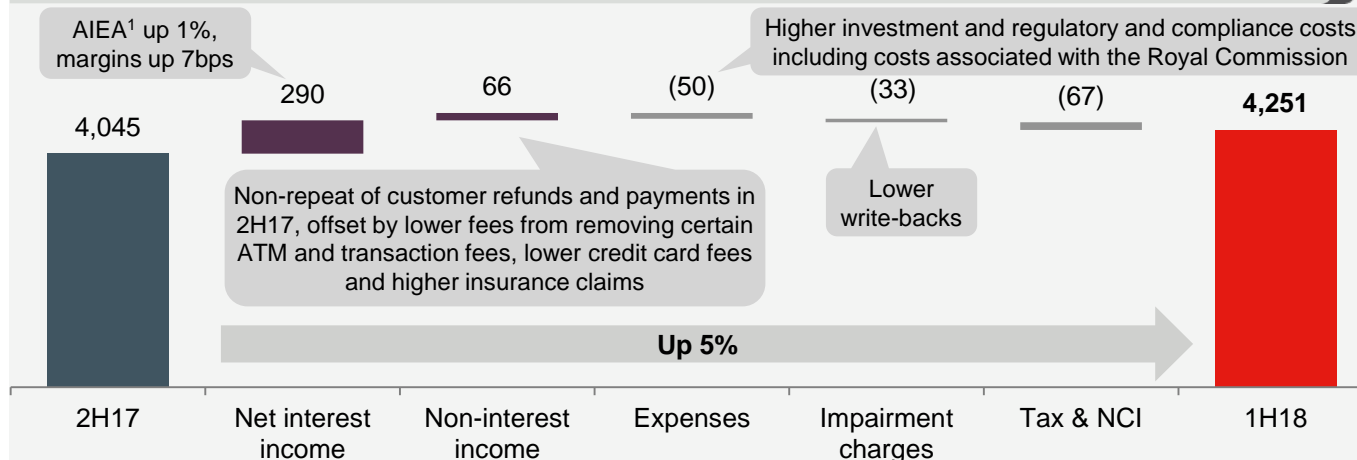 AIEA1 up 1%,
margins up 7bps
Higher investment and regulatory and compliance costs
including costs associated with the Royal Commission
4,045
290
66
(50)
(33)
(67)
4,251
Non-repeat of customer refunds and payments in
2H17, offset by lower fees from removing certain
ATM and transaction fees, lower credit card fees
and higher insurance claims
Lower
write-backs
Up 5%
2H17
Net interest
income
Non-interest
income
Expenses
Impairment
charges
Tax & NCI
1H18